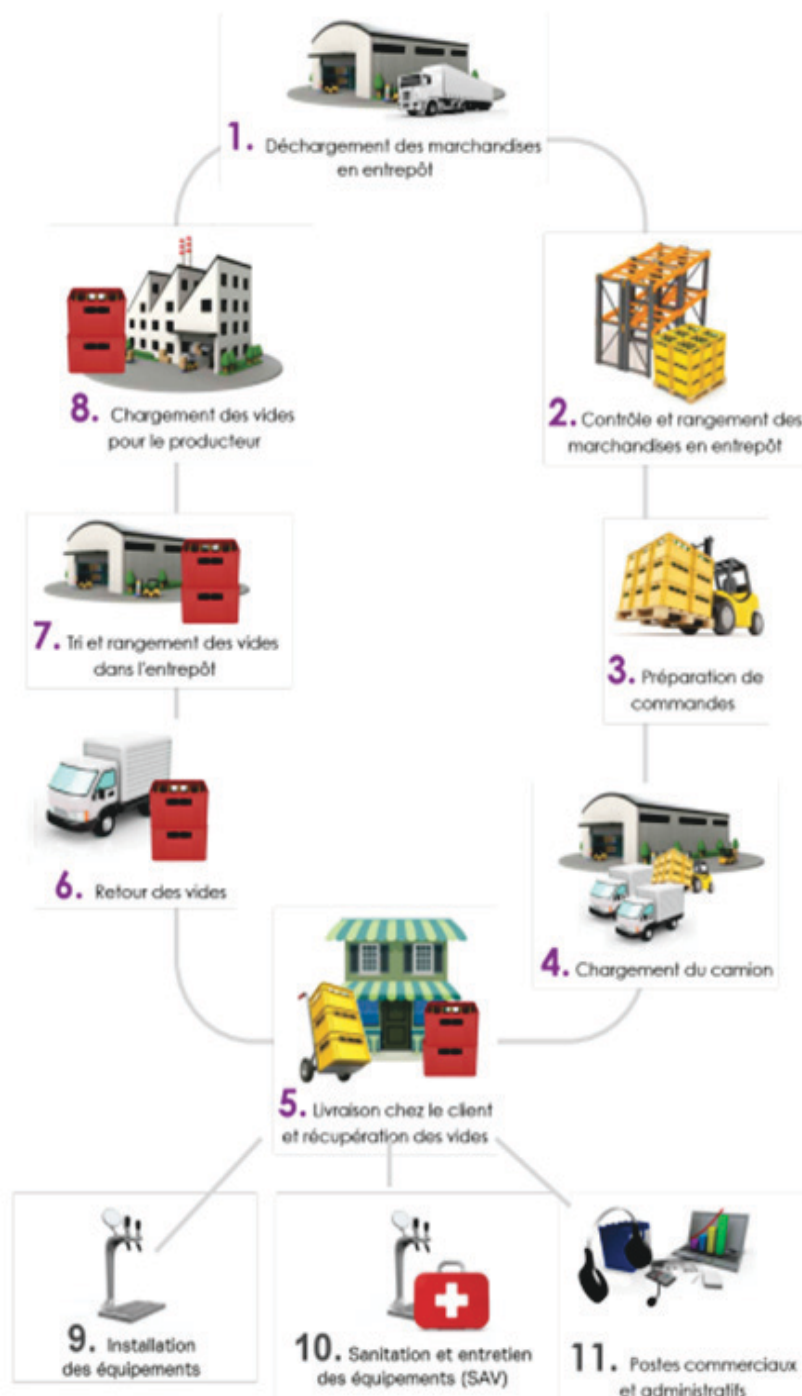 1. Déchargement des marchandises
en entrepôt
2. Contrôle et rangement des
marchandises en entrepôt
3. Préparation de
commandes
4. Chargement du camion
5. Livraison chez le client
et récupération des vides
6. Retour des vides
7. Tri et rangement des vides
dans l'entrepôt
8. Chargement des vides
pour le producteur
9. Installation
des équipements
10. Sanitation et entretien
des équipements (SAV)
11. Postes commerciaux
et administratifs